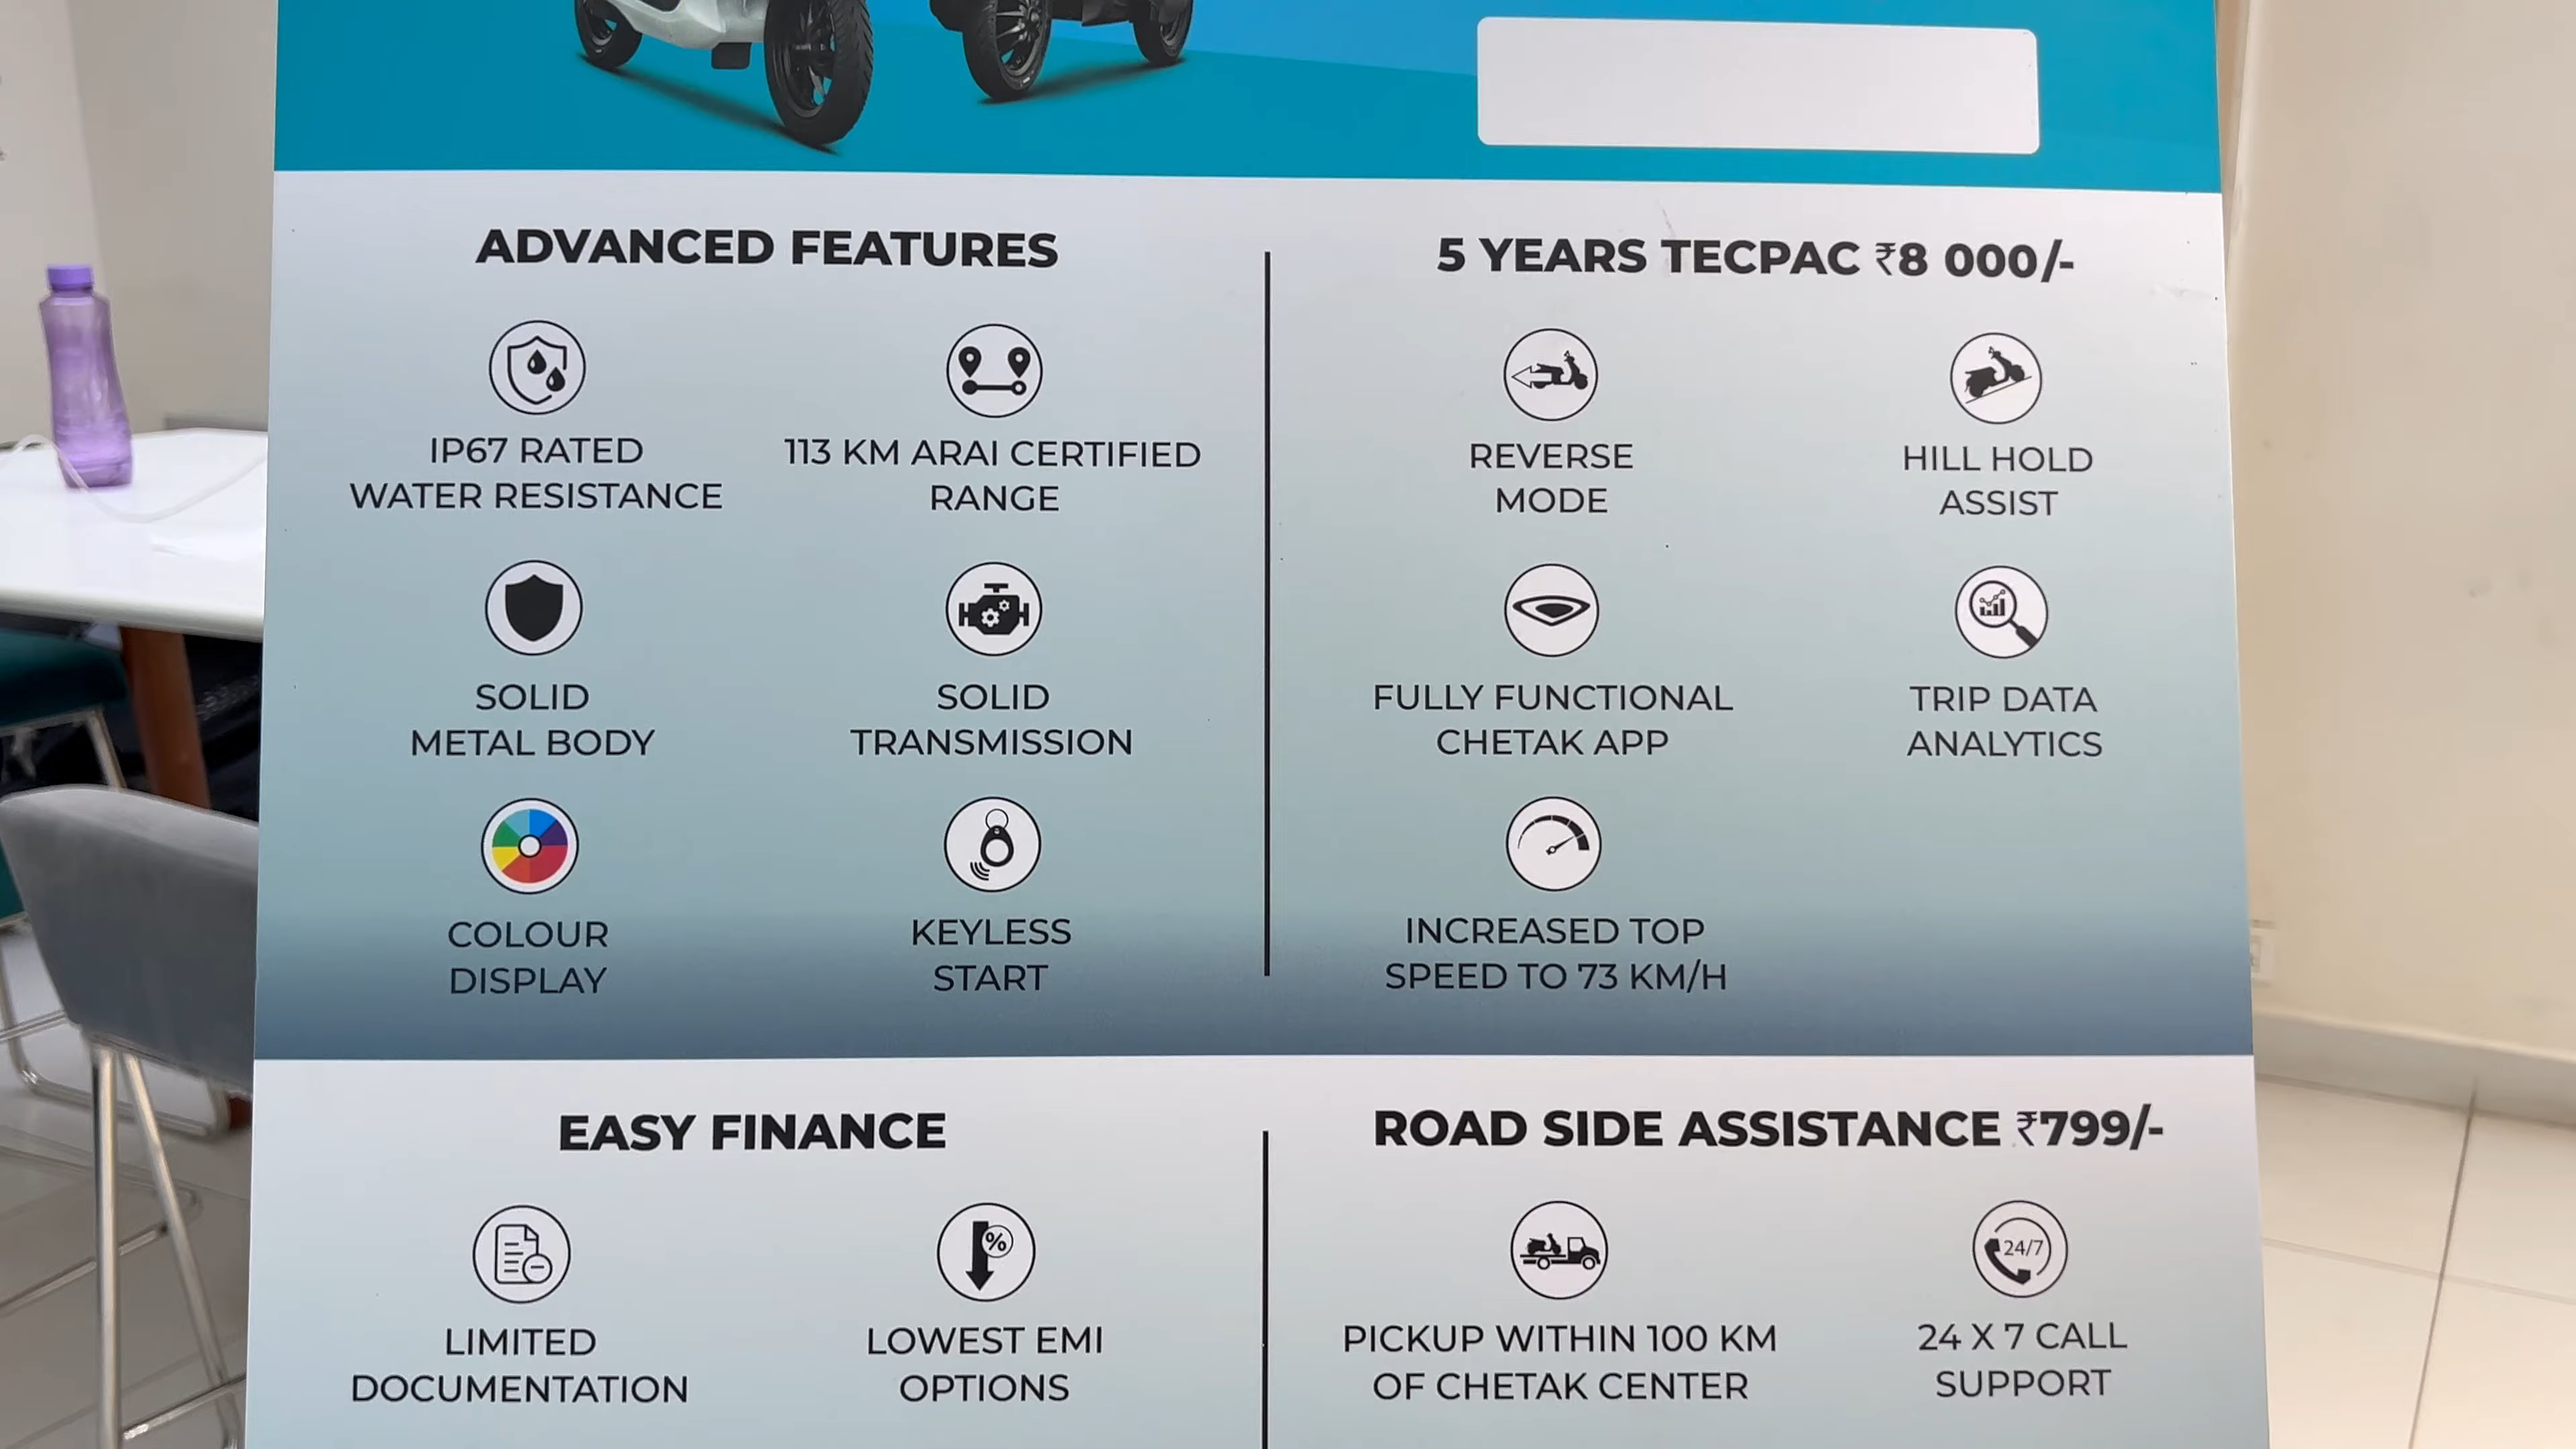 ADVANCED FEATURES
IP67 RATED
WATER RESISTANCE
113 KM ARAI CERTIFIED
RANGE
SOLID
METAL BODY
SOLID
TRANSMISSION
COLOUR
DISPLAY
KEYLESS
START
5 YEARS TECPAC ₹8 000/-
REVERSE
MODE
HILL HOLD
ASSIST
FULLY FUNCTIONAL
CHETAK APP
TRIP DATA
ANALYTICS
INCREASED TOP
SPEED TO 73 KM/H
EASY FINANCE
LIMITED
DOCUMENTATION
%
LOWEST EMI
OPTIONS
ROAD SIDE ASSISTANCE ₹799/-
PICKUP WITHIN 100 KM
OF CHETAK CENTER
24/7
24 X 7 CALL
SUPPORT